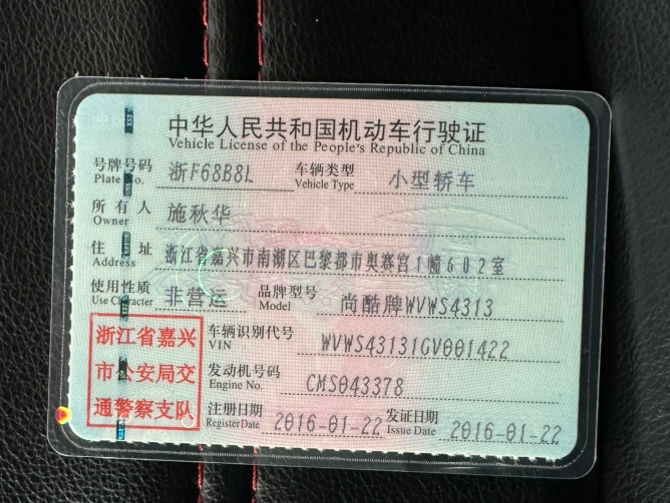 中华人民共和国机动车行驶证
Vehicle License of the People's Republic of China
号牌号码 浙F68B8L 车辆类型 小型轿车
Plate No. Vehicle Type
所有人 施秋华
Owner
住址 浙江省嘉兴市南湖区巴黎都市奥赛宫1幢602室
Address
使用性质 非营运 品牌型号 尚酷牌WVWS4313
Use Character Model
浙江省嘉兴市公安局交通警察支队
车辆识别代号 WVWS43131GV001422
VIN
发动机号码 CMS043378
Engine No.
注册日期 2016-01-22 发证日期 2016-01-22
Register Date Issue Date